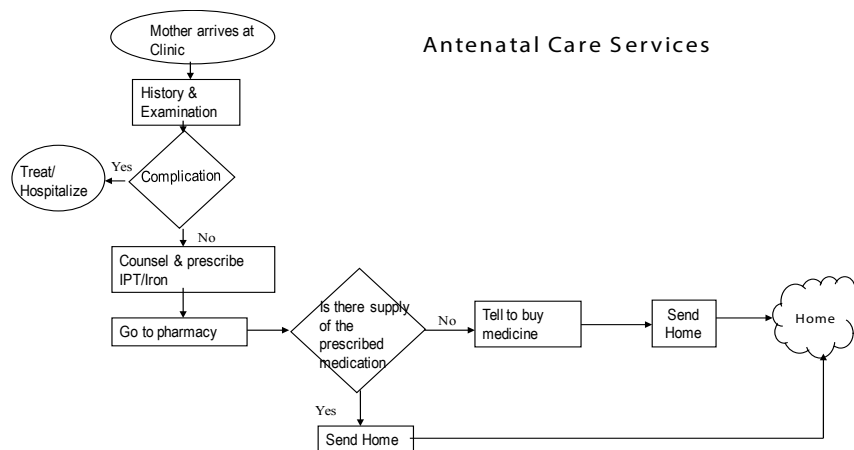 Mother arrives at
Clinic
Antenatal Care Services
History &
Examination
Yes
Treat/
Hospitalize
Complication
No
Counsel & prescribe
IPT/Iron
Go to pharmacy
Is there supply
of the
prescribed
medication
No
Tell to buy
medicine
Send
Home
Home
Yes
Send Home